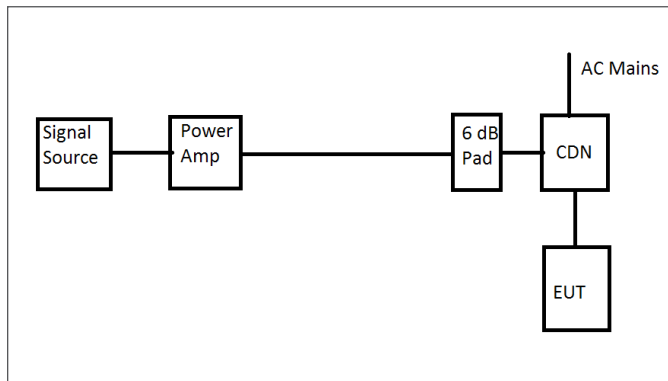 AC Mains
Signal
Source
Power
Amp
6 dB
Pad
CDN
EUT